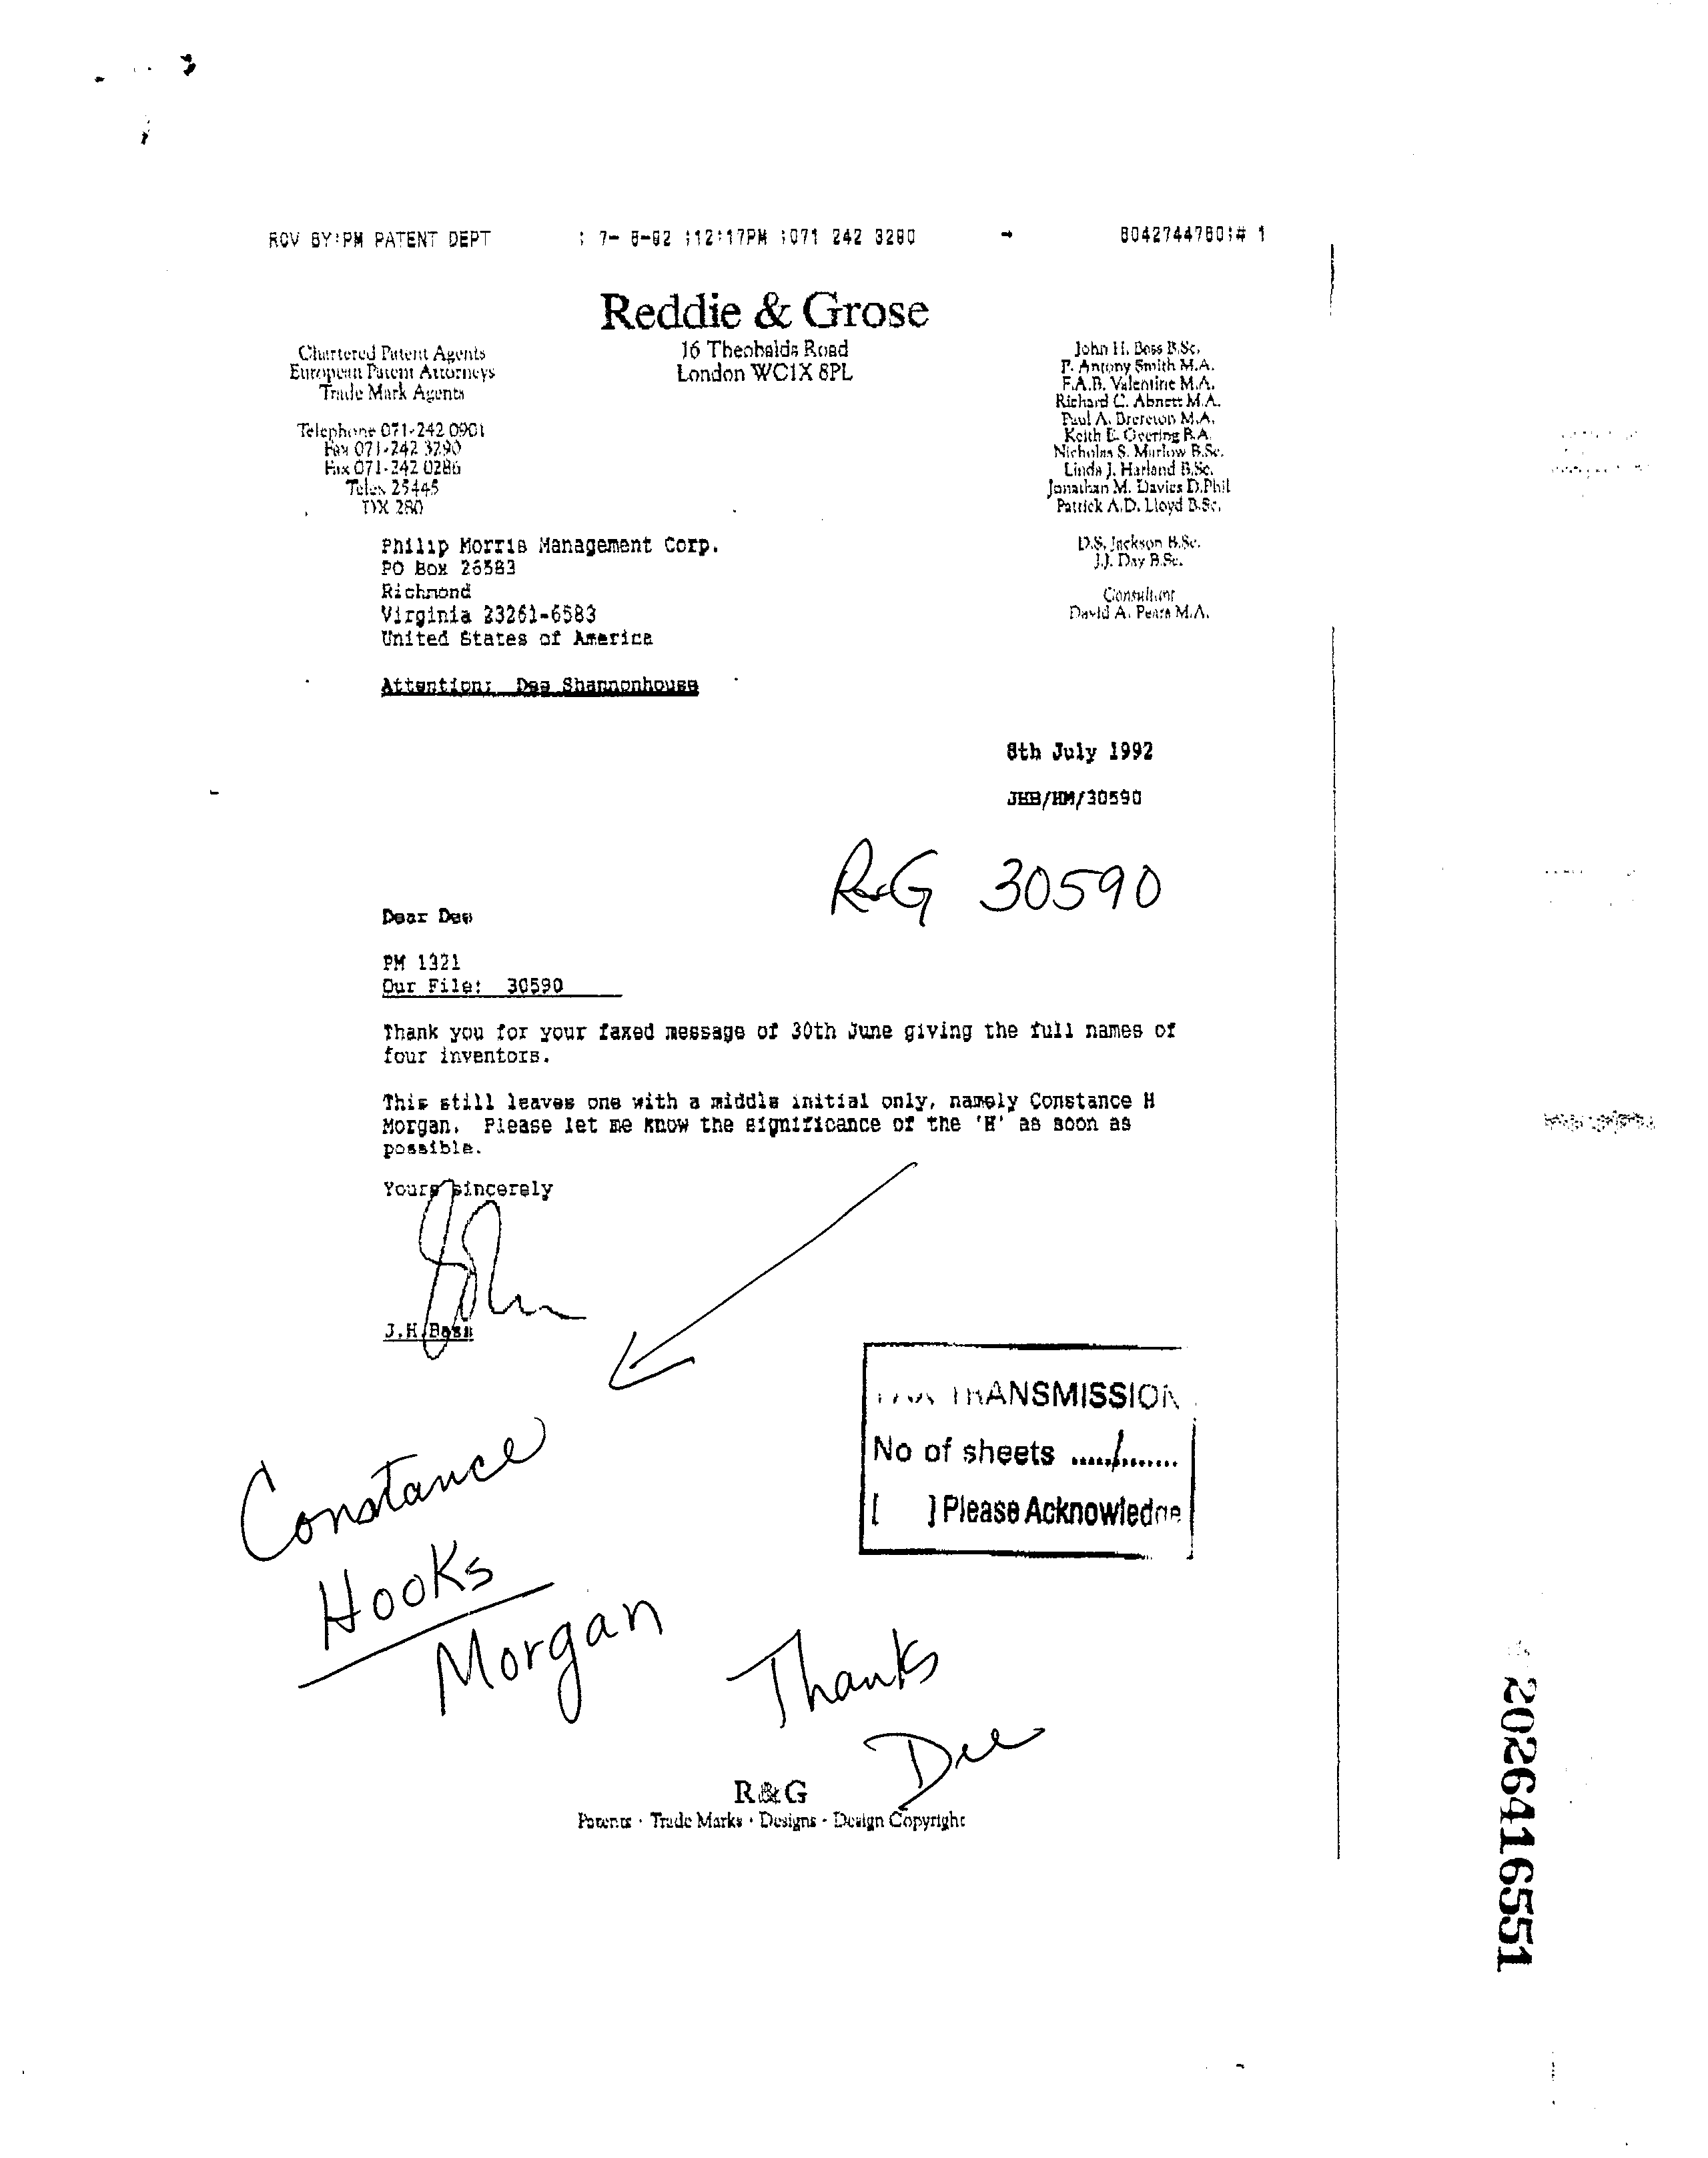 RCV BY:PM PATENT DEPT ; 7- 8-92 ;12:17PM ;071 242 3290 → 8042744780;# 1
Reddie & Grose
16 Theobalds Road
London WC1X 8PL
Chartered Patent Agents
European Patent Attorneys
Trade Mark Agents
Telephone 071-242 0901
Fax 071-242 3290
Fax 071-242 0286
Telex 25445
DX 280
John H. Bass B.Sc.
P. Antony Smith M.A.
F.A.B. Valentine M.A.
Richard C. Abnett M.A.
Paul A. Brereton M.A.
Keith E. Geering B.A.
Nicholas S. Marlow B.Sc.
Linda J. Harland B.Sc.
Jonathan M. Davies D.Phil
Patrick A.D. Lloyd B.Sc.
D.S. Jackson B.Sc.
J.J. Day B.Sc.
Consultant
David A. Pears M.A.
Philip Morris Management Corp.
PO Box 26583
Richmond
Virginia 23261-6583
United States of America
Attention: Dee Shannonhouse
8th July 1992
JHB/HM/30590
R&G 30590
Dear Dee
PM 1321
Our File: 30590
Thank you for your faxed message of 30th June giving the full names of
four inventors.
This still leaves one with a middle initial only, namely Constance H
Morgan. Please let me know the significance of the 'H' as soon as
possible.
Yours sincerely
John
J.H.Bass
FAX TRANSMISSION
No of sheets ....../............
[ ] Please Acknowledge
Constance
Hooks
Morgan
Thanks
Dee
R&G
Patents · Trade Marks · Designs · Design Copyright
2026416551